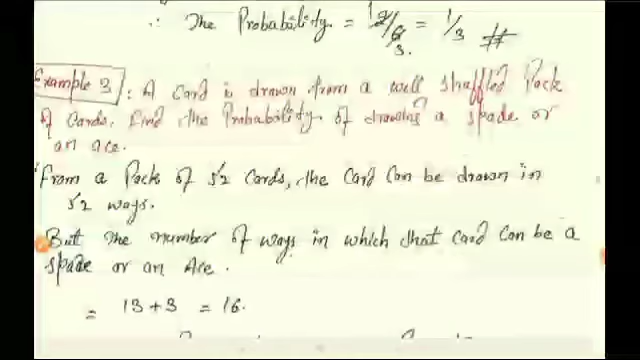 ∴ The Probability = 12/6 3. = 1/3 #
Example 3: A Card is drawn from a well shuffled Pack
of Cards. Find the Probability of drawing a spade or
an ace.
From a Pack of 52 Cards, the Card Can be drawn in
52 ways.
But the number of ways in which that Card Can be a
spade or an Ace.
= 13 + 3 = 16.